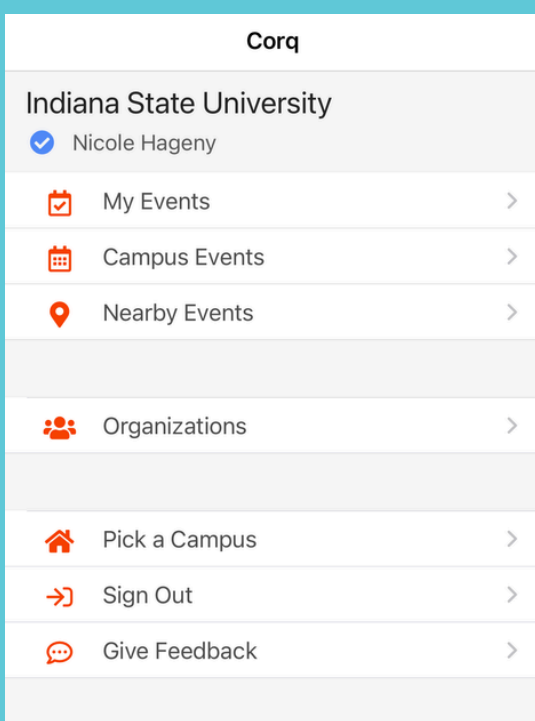 Corq
Indiana State University
Nicole Hageny
My Events
Campus Events
Nearby Events
Organizations
Pick a Campus
Sign Out
Give Feedback